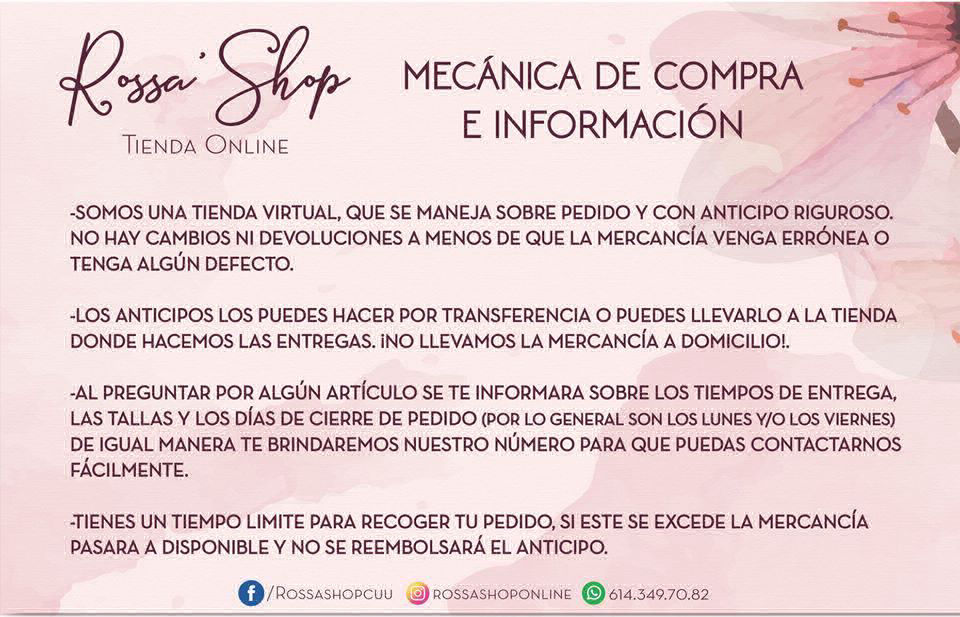 Rossa' Shop
TIENDA ONLINE
MECÁNICA DE COMPRA
E INFORMACIÓN
-SOMOS UNA TIENDA VIRTUAL, QUE SE MANEJA SOBRE PEDIDO Y CON ANTICIPO RIGUROSO.
NO HAY CAMBIOS NI DEVOLUCIONES A MENOS DE QUE LA MERCANCÍA VENGA ERRÓNEA O
TENGA ALGÚN DEFECTO.
-LOS ANTICIPOS LOS PUEDES HACER POR TRANSFERENCIA O PUEDES LLEVARLO A LA TIENDA
DONDE HACEMOS LAS ENTREGAS. ¡NO LLEVAMOS LA MERCANCÍA A DOMICILIO!.
-AL PREGUNTAR POR ALGÚN ARTÍCULO SE TE INFORMARA SOBRE LOS TIEMPOS DE ENTREGA,
LAS TALLAS Y LOS DÍAS DE CIERRE DE PEDIDO (POR LO GENERAL SON LOS LUNES Y/O LOS VIERNES)
DE IGUAL MANERA TE BRINDAREMOS NUESTRO NÚMERO PARA QUE PUEDAS CONTACTARNOS
FÁCILMENTE.
-TIENES UN TIEMPO LIMITE PARA RECOGER TU PEDIDO, SI ESTE SE EXCEDE LA MERCANCÍA
PASARA A DISPONIBLE Y NO SE REEMBOLSARÁ EL ANTICIPO.
/ROSSASHOPCUU ROSSASHOPONLINE 614.349.70.82